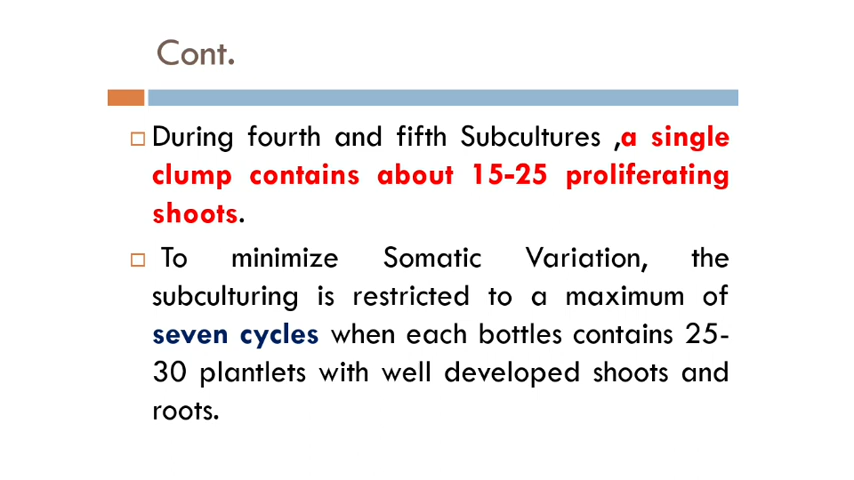 Cont.
During fourth and fifth Subcultures ,a single
clump contains about 15-25 proliferating
shoots.
To minimize Somatic Variation, the
subculturing is restricted to a maximum of
seven cycles when each bottles contains 25-
30 plantlets with well developed shoots and
roots.